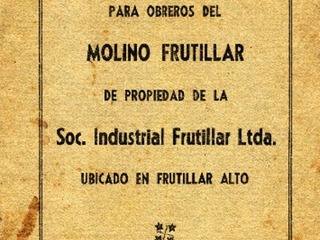 PARA OBREROS DEL
MOLINO FRUTILLAR
DE PROPIEDAD DE LA
Soc. Industrial Frutillar Ltda.
UBICADO EN FRUTILLAR ALTO